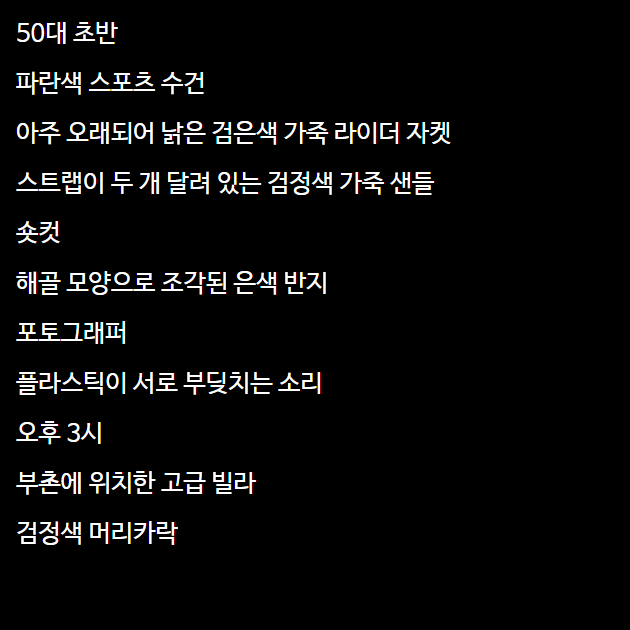 50대 초반
파란색 스포츠 수건
아주 오래되어 낡은 검은색 가죽 라이더 자켓
스트랩이 두 개 달려 있는 검정색 가죽 샌들
숏컷
해골 모양으로 조각된 은색 반지
포토그래퍼
플라스틱이 서로 부딪치는 소리
오후 3시
부촌에 위치한 고급 빌라
검정색 머리카락